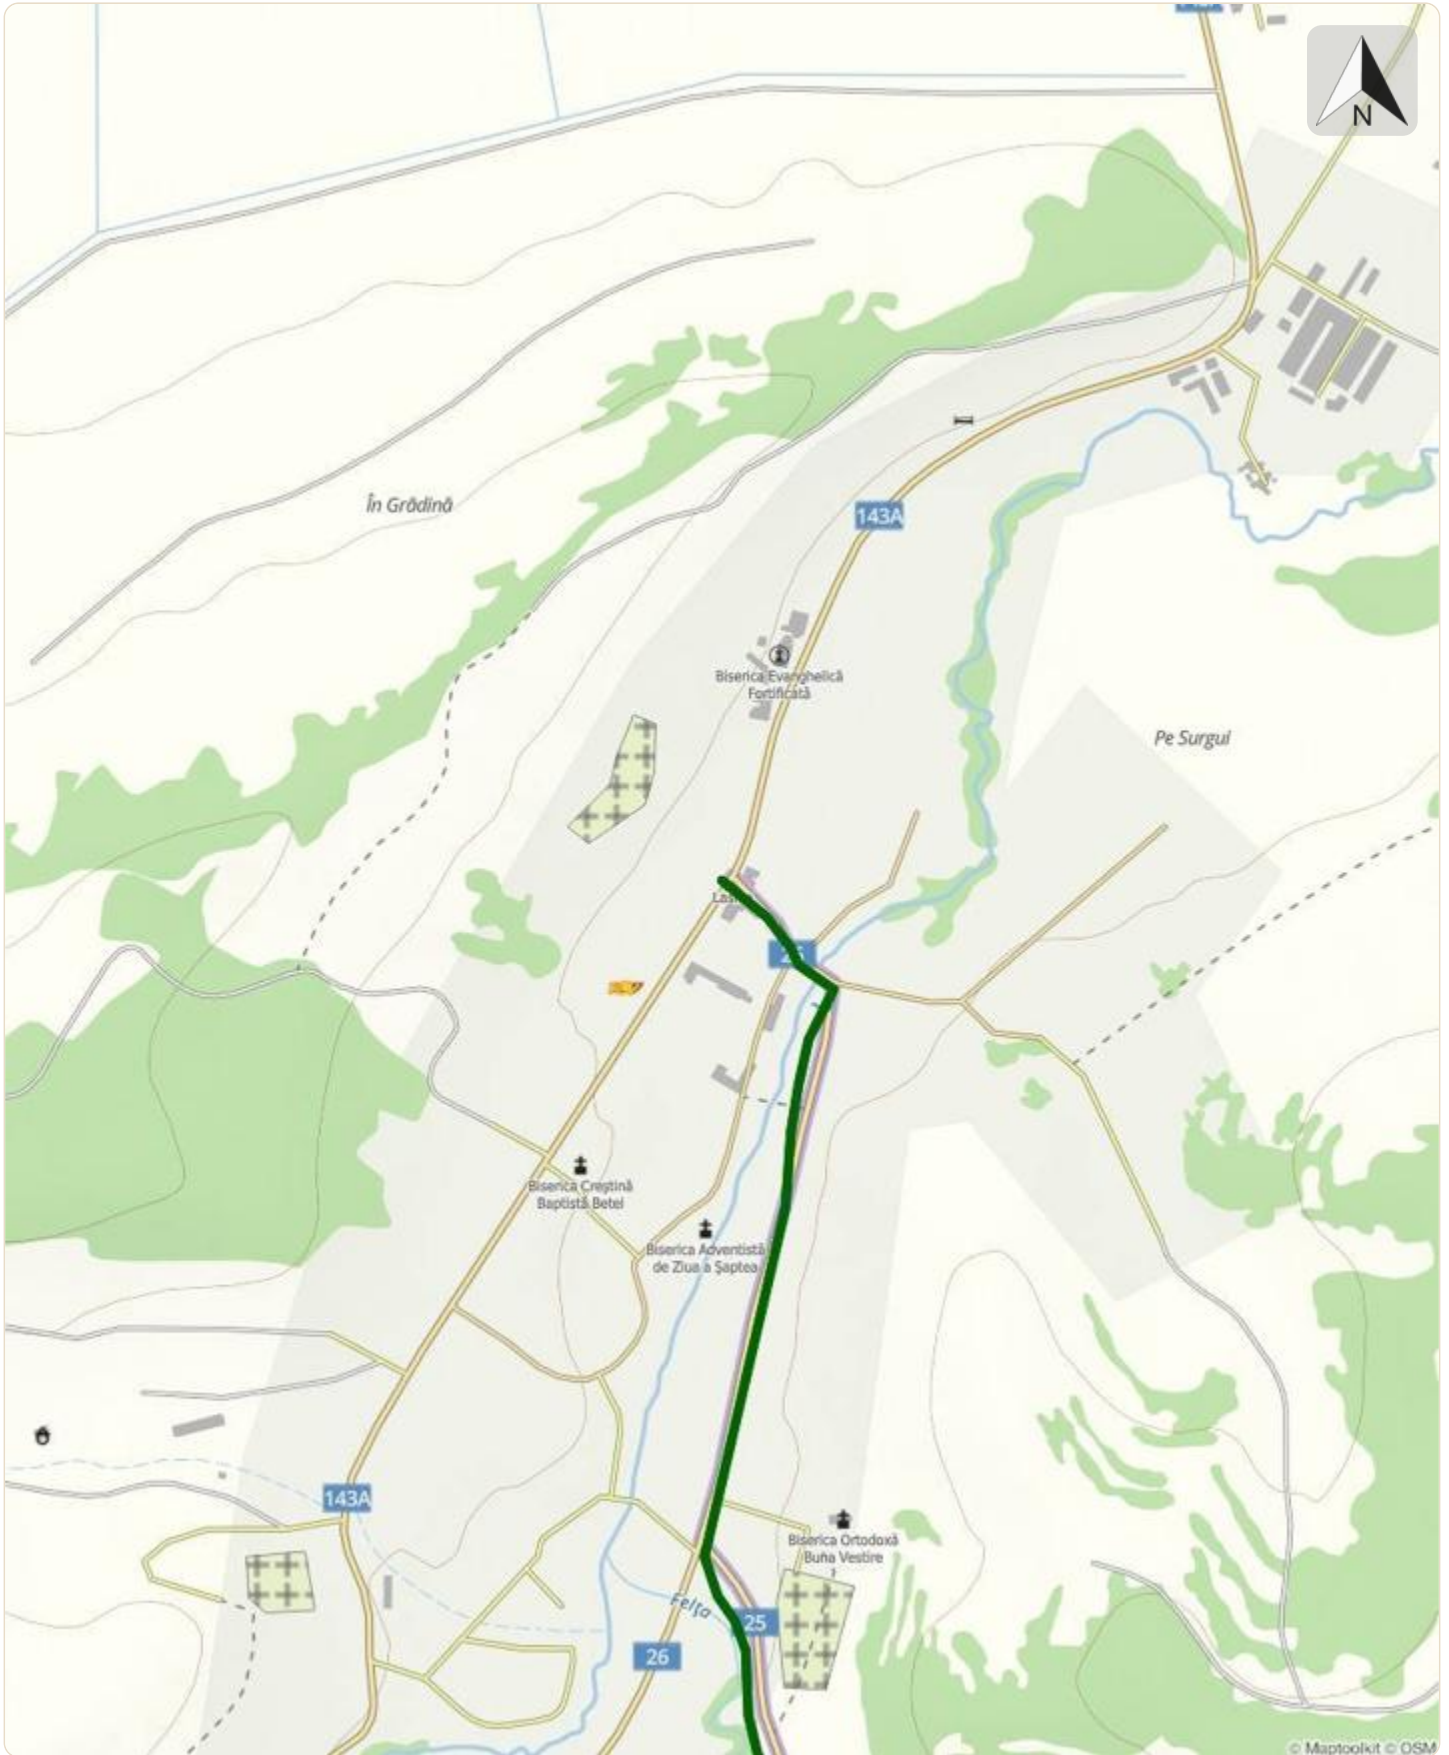 N
În Grădină
143A
Biserica Evanghelică
Fortificată
Pe Surgui
Biserica Creștină
Baptistă Betel
Biserica Adventistă
de Ziua a Șaptea
143A
Biserica Ortodoxă
Buna Vestire
Felța
25
26
© Maptoolkit © OSM